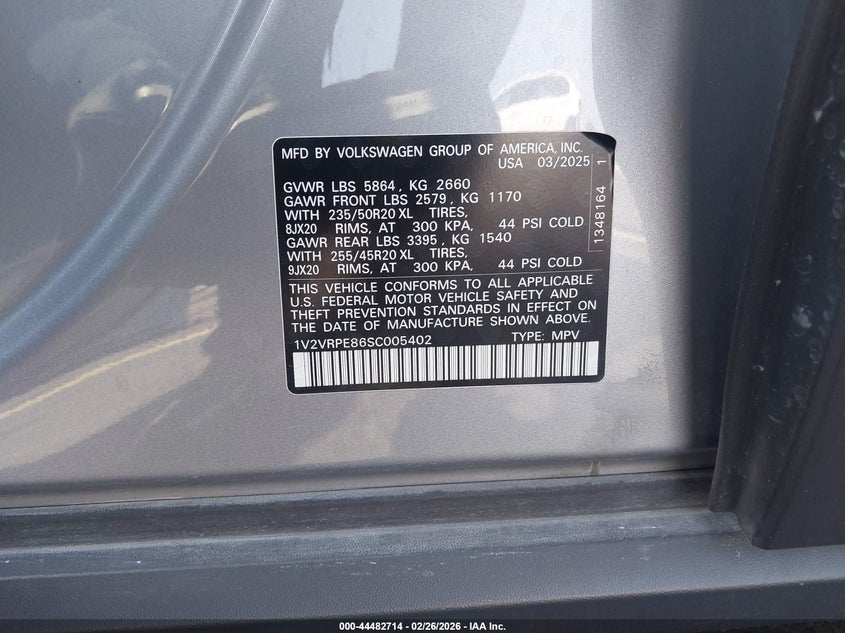 MFD BY VOLKSWAGEN GROUP OF AMERICA, INC.
USA 03/2025
GVWR LBS 5864, KG 2660
GAWR FRONT LBS 2579, KG 1170
WITH 235/50R20 XL TIRES,
8JX20 RIMS, AT 300 KPA, 44 PSI COLD
GAWR REAR LBS 3395, KG 1540
WITH 255/45R20 XL TIRES,
9JX20 RIMS, AT 300 KPA, 44 PSI COLD
THIS VEHICLE CONFORMS TO ALL APPLICABLE
U.S. FEDERAL MOTOR VEHICLE SAFETY AND
THEFT PREVENTION STANDARDS IN EFFECT ON
THE DATE OF MANUFACTURE SHOWN ABOVE.
1V2VRPE86SC005402 TYPE: MPV
1348164 1
000-44482714 - 02/26/2026 - IAA Inc.